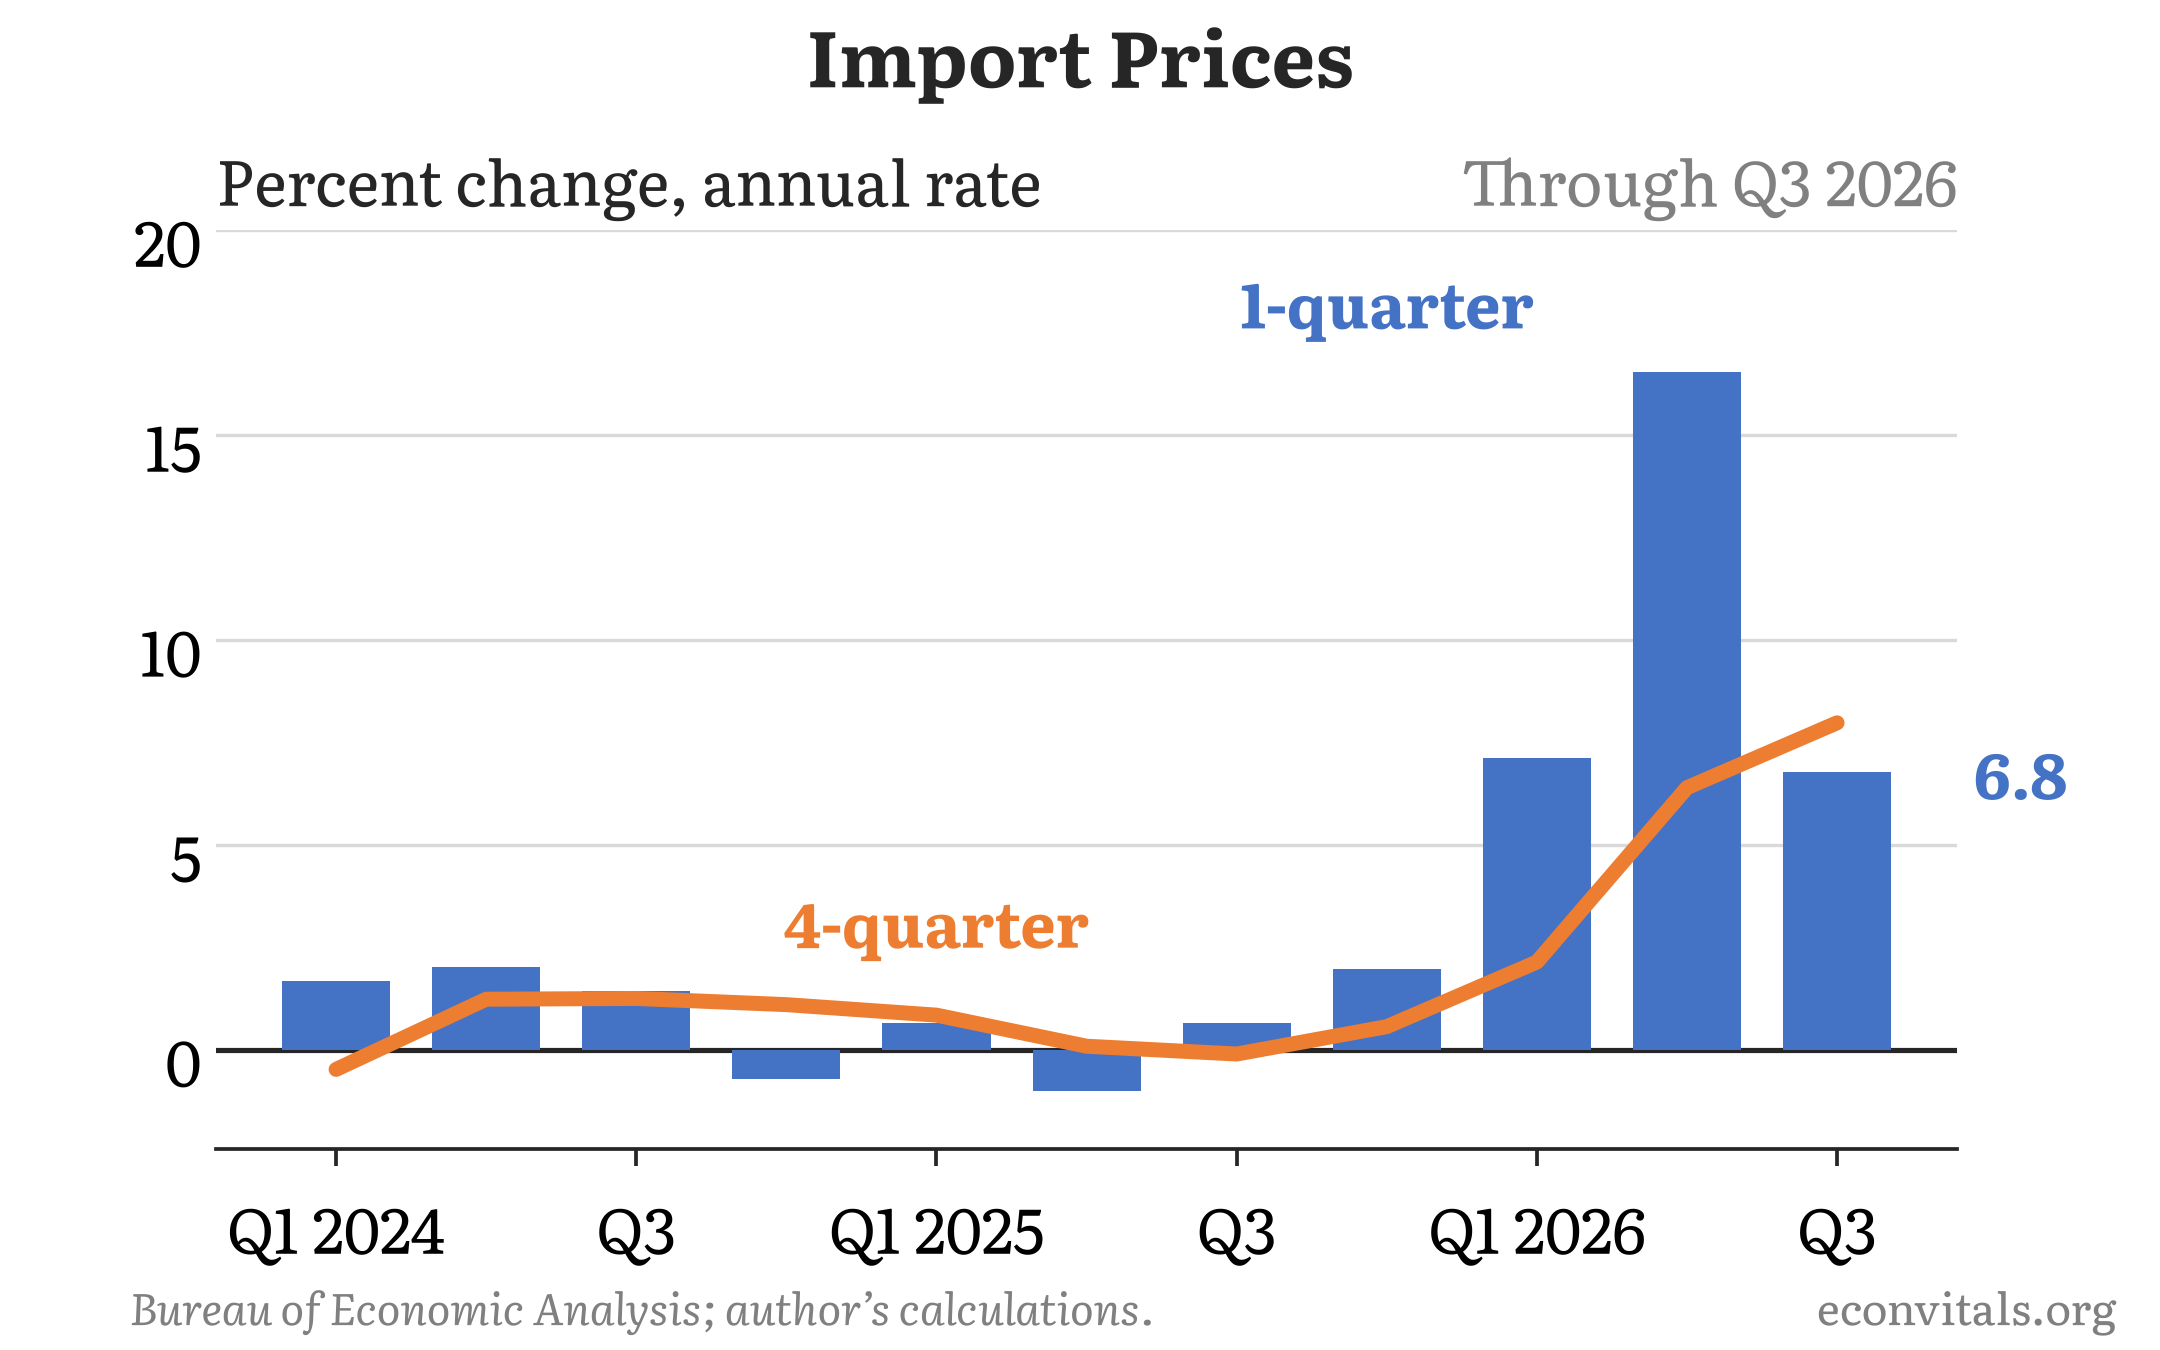 Import Prices
Percent change, annual rate
Through Q3 2026
20
1-quarter
15
10
6.8
5
4-quarter
0
Q1 2024
Q3
Q1 2025
Q3
Q1 2026
Q3
Bureau of Economic Analysis; author’s calculations.
econvitals.org